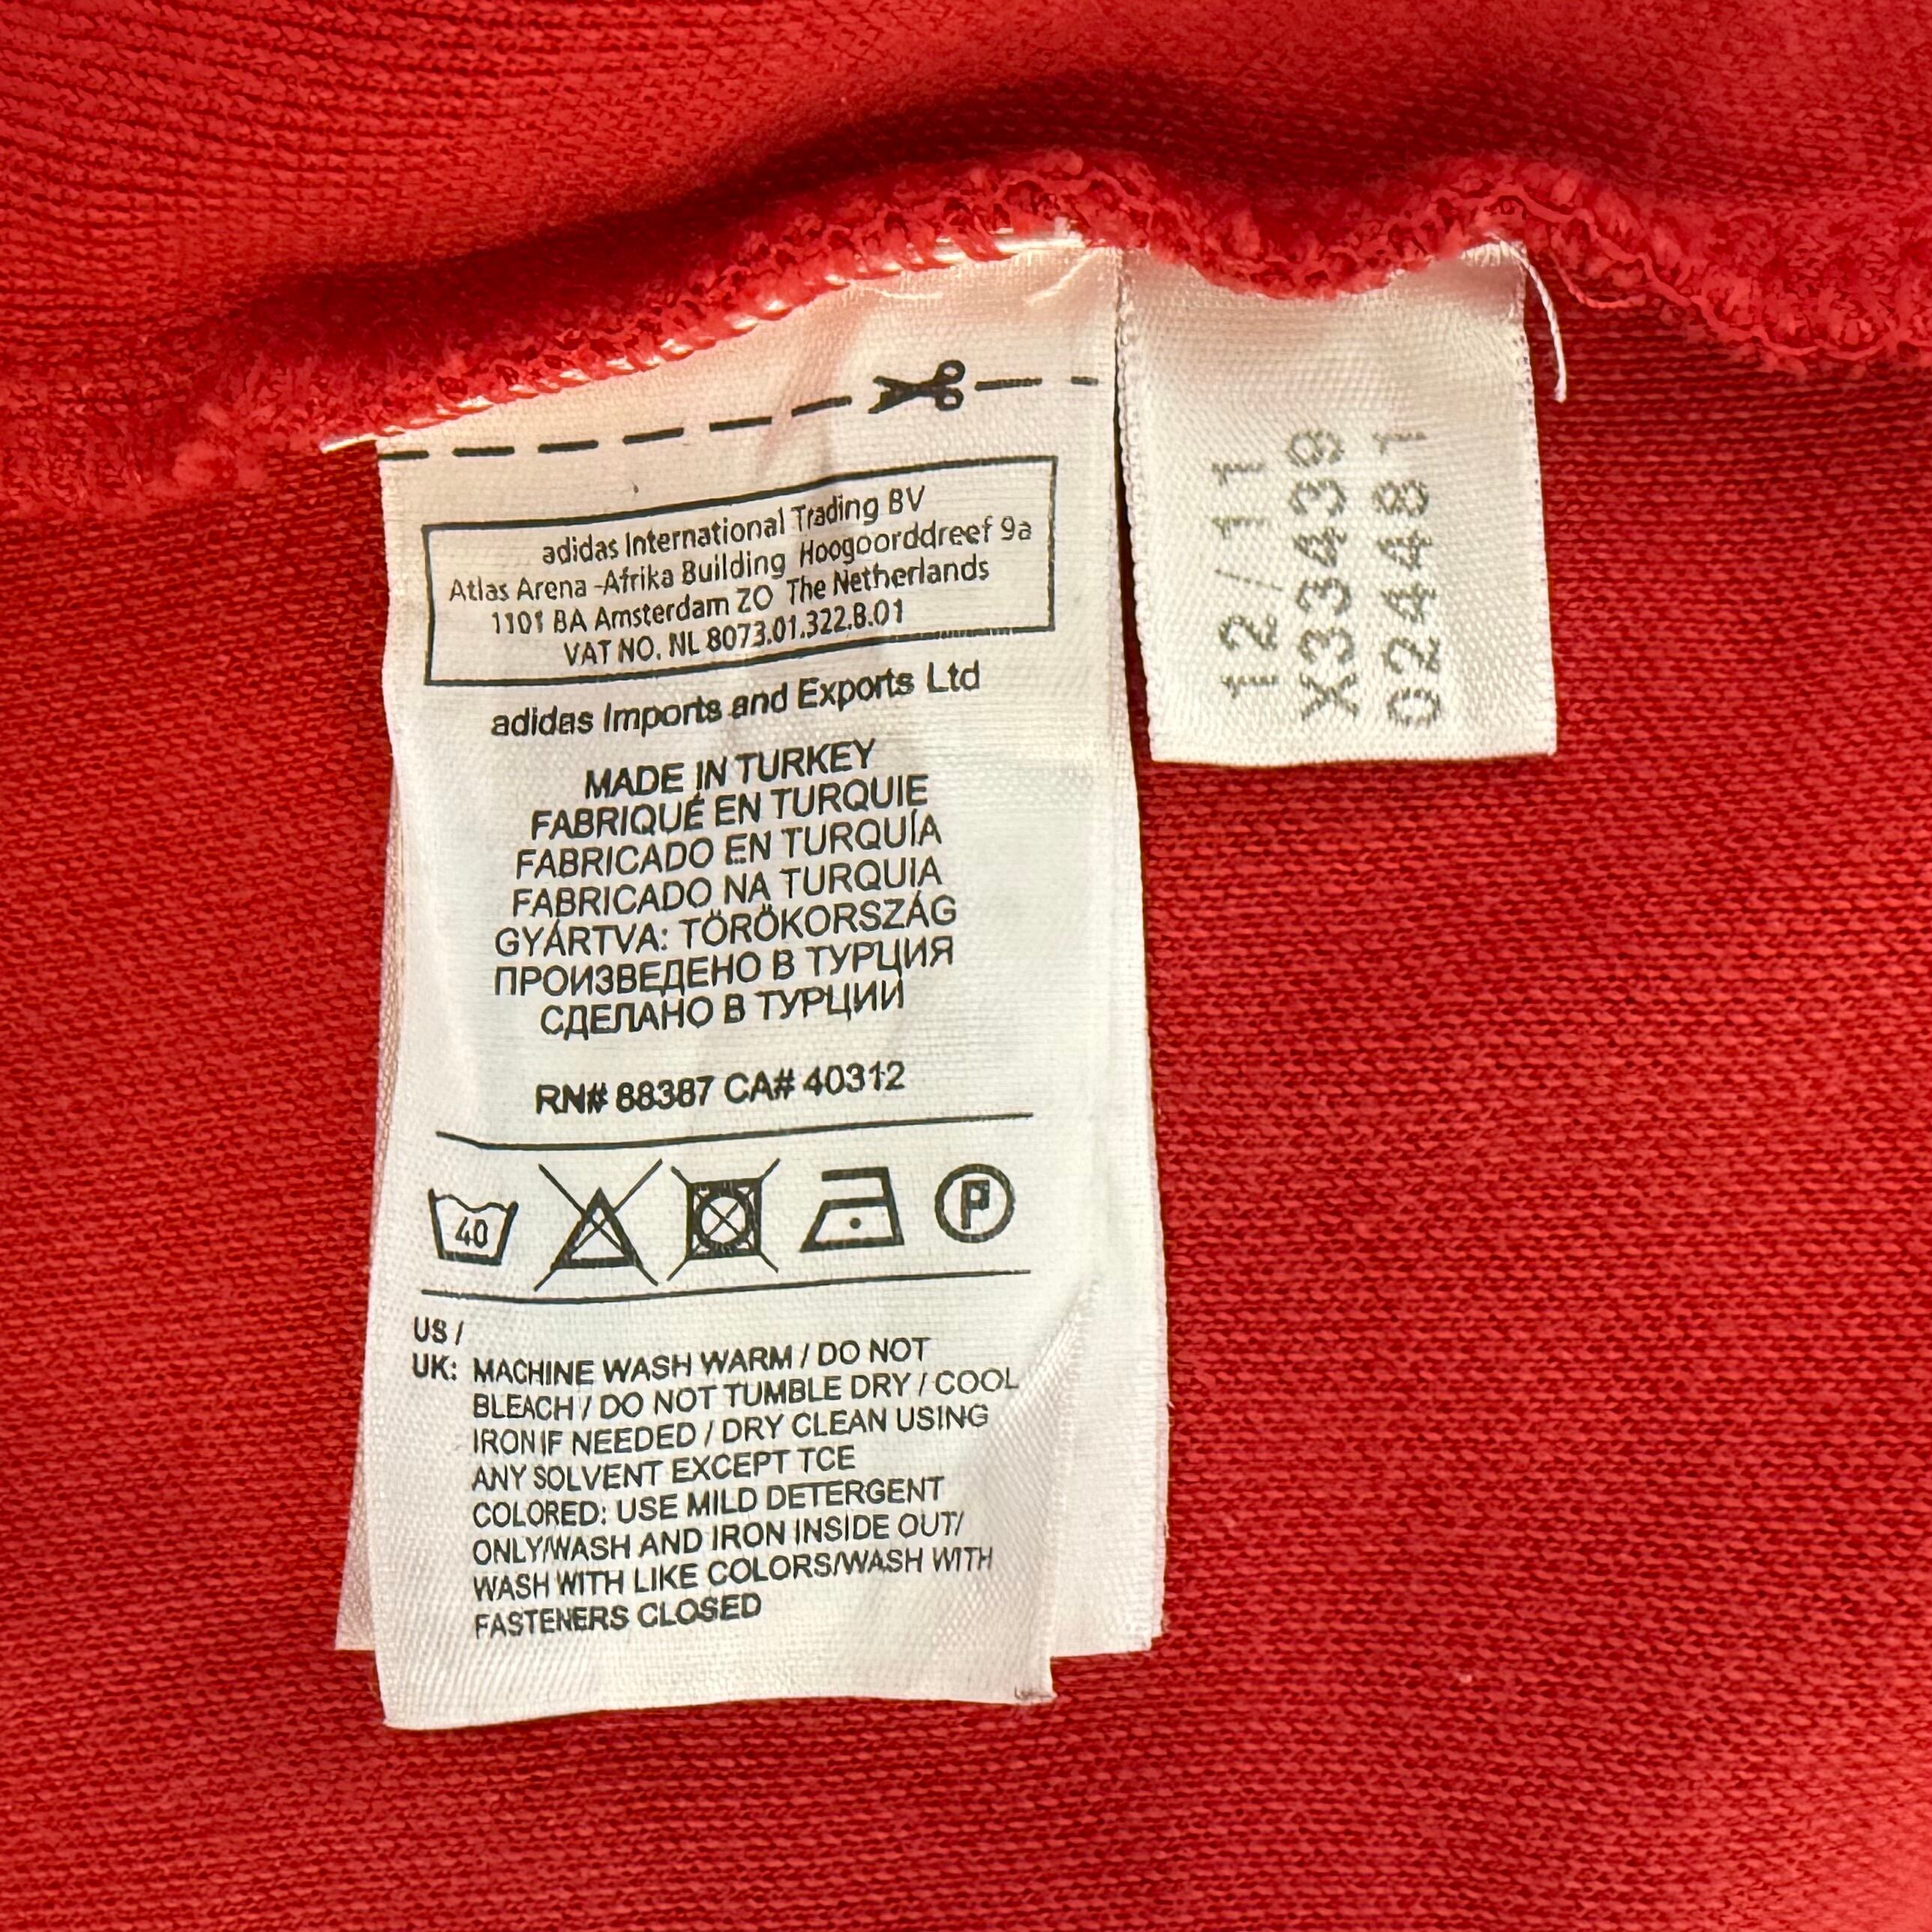 adidas International Trading BV
Atlas Arena -Afrika Building Hoogoorddreef 9a
1101 BA Amsterdam ZO The Netherlands
VAT NO. NL 8073.01.322.B.01
adidas Imports and Exports Ltd
MADE IN TURKEY
FABRIQUÉ EN TURQUIE
FABRICADO EN TURQUÍA
FABRICADO NA TURQUIA
GYÁRTVA: TÖRÖKORSZÁG
ПРОИЗВЕДЕНО В ТУРЦИЯ
СДЕЛАНО В ТУРЦИИ
RN# 88387 CA# 40312
40
P
US /
UK: MACHINE WASH WARM / DO NOT
BLEACH / DO NOT TUMBLE DRY / COOL
IRON IF NEEDED / DRY CLEAN USING
ANY SOLVENT EXCEPT TCE
COLORED: USE MILD DETERGENT
ONLY/WASH AND IRON INSIDE OUT/
WASH WITH LIKE COLORS/WASH WITH
FASTENERS CLOSED
12/11
X33439
024481